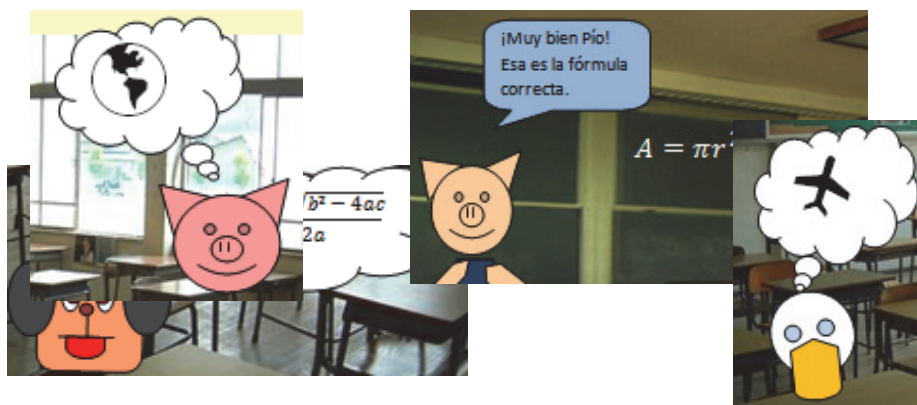 ¡Muy bien Pío!
Esa es la fórmula
correcta.
A = πr
√b² − 4ac
2a